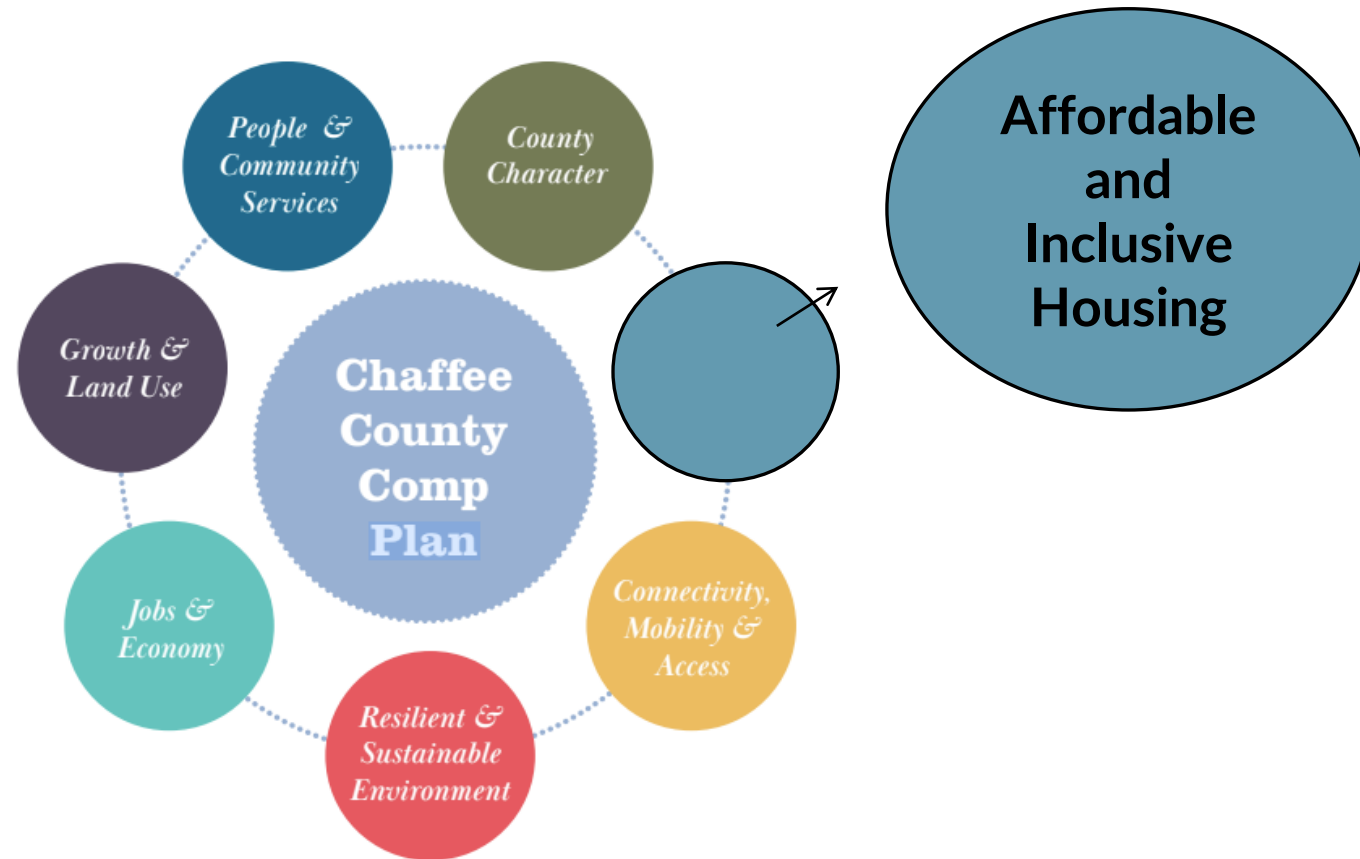 People &
Community
Services
County
Character
Affordable
and
Inclusive
Housing
Growth &
Land Use
Chaffee
County
Comp
Plan
Jobs &
Economy
Connectivity,
Mobility &
Access
Resilient &
Sustainable
Environment